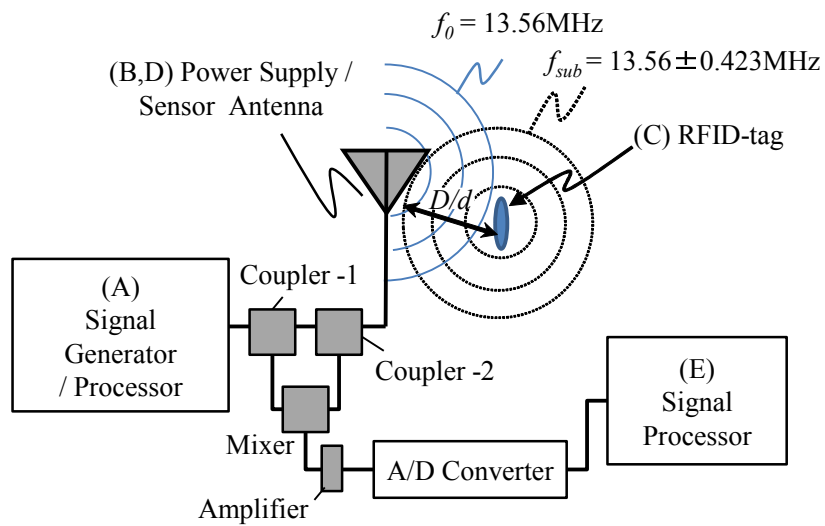 f0 = 13.56MHz
fsub = 13.56±0.423MHz
(B,D) Power Supply /
Sensor Antenna
(C) RFID-tag
D/d
(A)
Signal
Generator
/ Processor
Coupler -1
Coupler -2
Mixer
Amplifier
A/D Converter
(E)
Signal
Processor